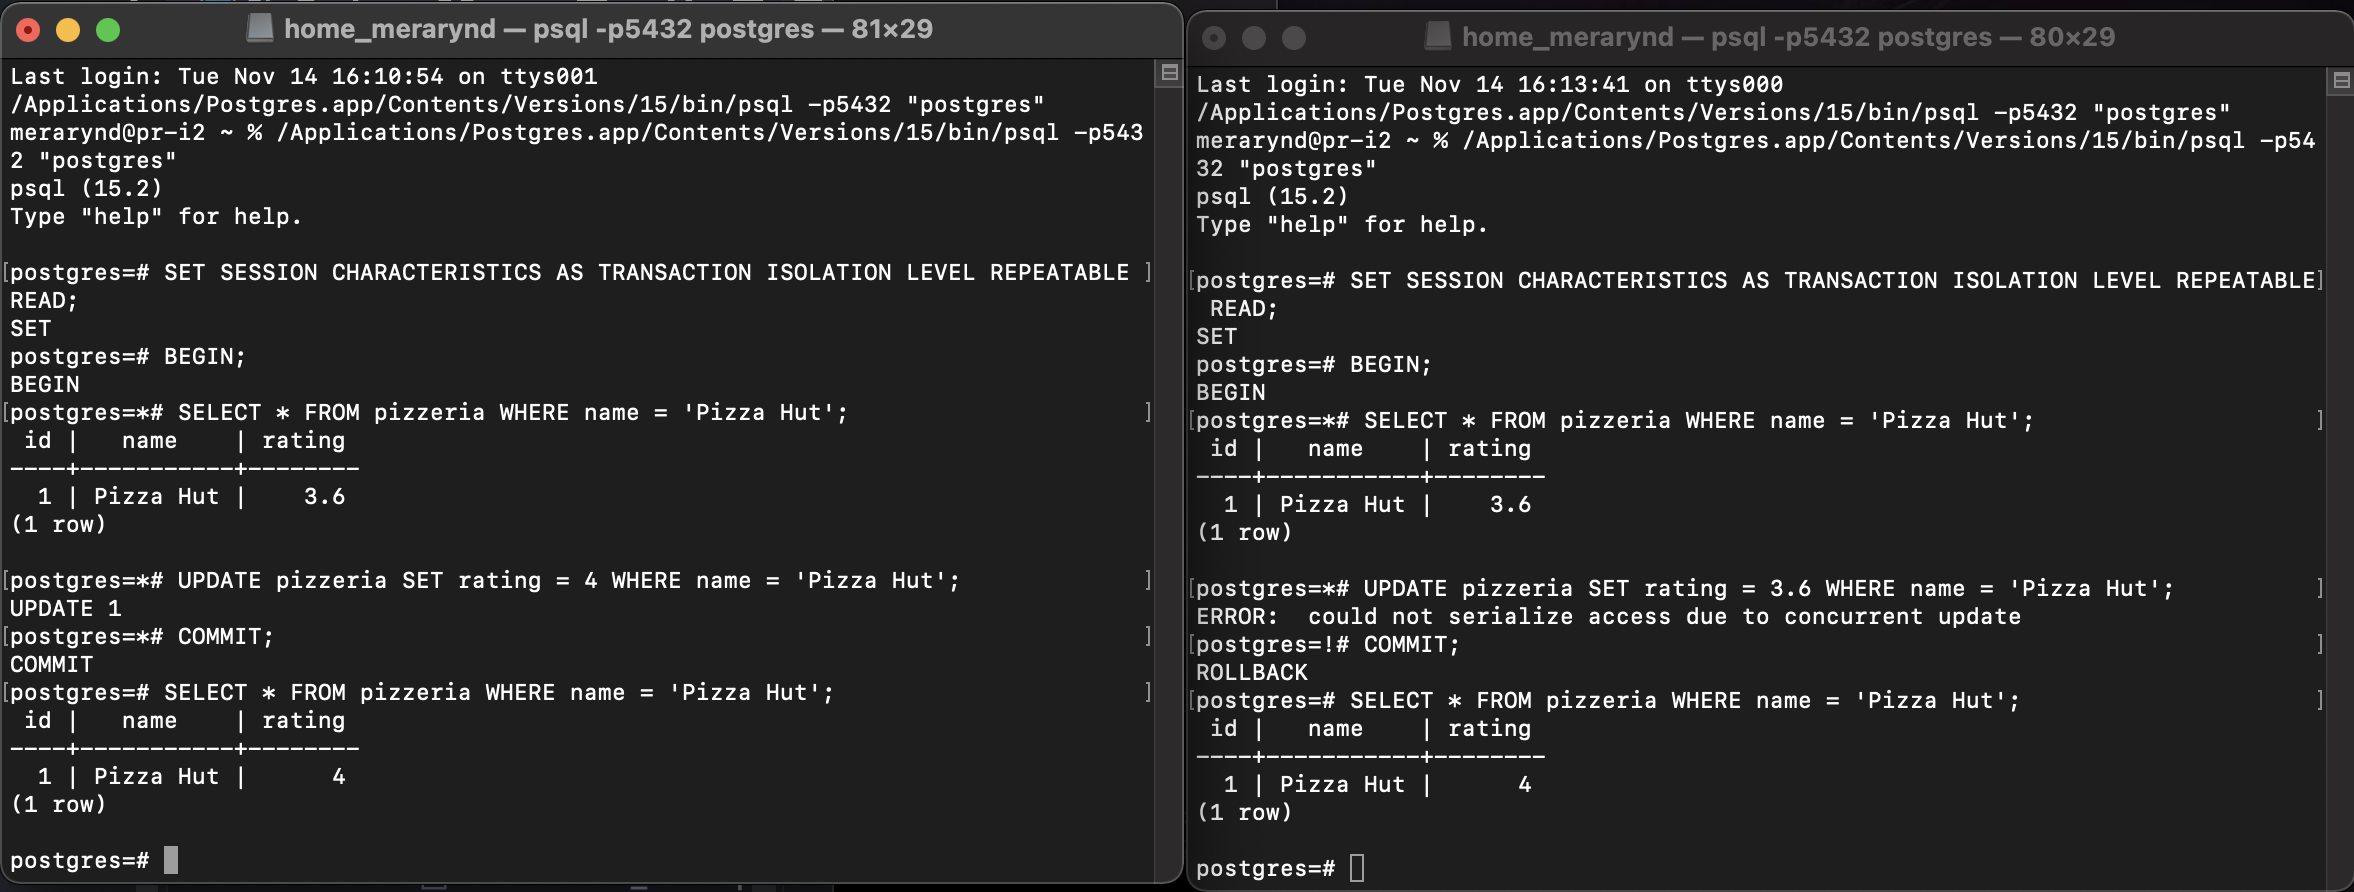 home_merarynd — psql -p5432 postgres — 81×29
Last login: Tue Nov 14 16:10:54 on ttys001
/Applications/Postgres.app/Contents/Versions/15/bin/psql -p5432 "postgres"
merarynd@pr-i2 ~ % /Applications/Postgres.app/Contents/Versions/15/bin/psql -p543
2 "postgres"
psql (15.2)
Type "help" for help.
[postgres=# SET SESSION CHARACTERISTICS AS TRANSACTION ISOLATION LEVEL REPEATABLE ]
READ;
SET
postgres=# BEGIN;
BEGIN
[postgres=*# SELECT * FROM pizzeria WHERE name = 'Pizza Hut'; ]
 id |   name    | rating
----+-----------+--------
  1 | Pizza Hut |    3.6
(1 row)
[postgres=*# UPDATE pizzeria SET rating = 4 WHERE name = 'Pizza Hut'; ]
UPDATE 1
[postgres=*# COMMIT; ]
COMMIT
[postgres=# SELECT * FROM pizzeria WHERE name = 'Pizza Hut'; ]
 id |   name    | rating
----+-----------+--------
  1 | Pizza Hut |      4
(1 row)
postgres=#
home_merarynd — psql -p5432 postgres — 80×29
Last login: Tue Nov 14 16:13:41 on ttys000
/Applications/Postgres.app/Contents/Versions/15/bin/psql -p5432 "postgres"
merarynd@pr-i2 ~ % /Applications/Postgres.app/Contents/Versions/15/bin/psql -p54
32 "postgres"
psql (15.2)
Type "help" for help.
[postgres=# SET SESSION CHARACTERISTICS AS TRANSACTION ISOLATION LEVEL REPEATABLE]
 READ;
SET
postgres=# BEGIN;
BEGIN
[postgres=*# SELECT * FROM pizzeria WHERE name = 'Pizza Hut'; ]
 id |   name    | rating
----+-----------+--------
  1 | Pizza Hut |    3.6
(1 row)
[postgres=*# UPDATE pizzeria SET rating = 3.6 WHERE name = 'Pizza Hut'; ]
ERROR:  could not serialize access due to concurrent update
[postgres=!# COMMIT; ]
ROLLBACK
[postgres=# SELECT * FROM pizzeria WHERE name = 'Pizza Hut'; ]
 id |   name    | rating
----+-----------+--------
  1 | Pizza Hut |      4
(1 row)
postgres=#